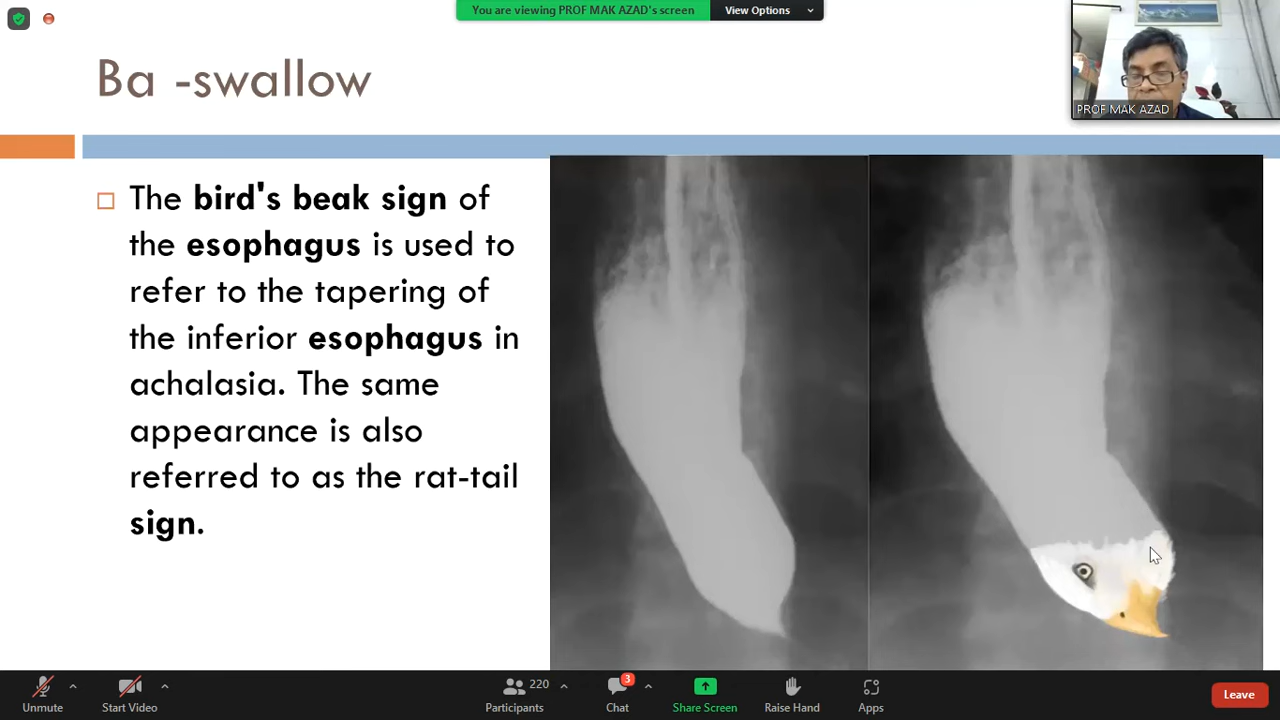 You are viewing PROF MAK AZAD's screen
View Options
PROF MAK AZAD
Ba -swallow
The bird's beak sign of
the esophagus is used to
refer to the tapering of
the inferior esophagus in
achalasia. The same
appearance is also
referred to as the rat-tail
sign.
Unmute
Start Video
220
Participants
3
Chat
Share Screen
Raise Hand
Apps
Leave